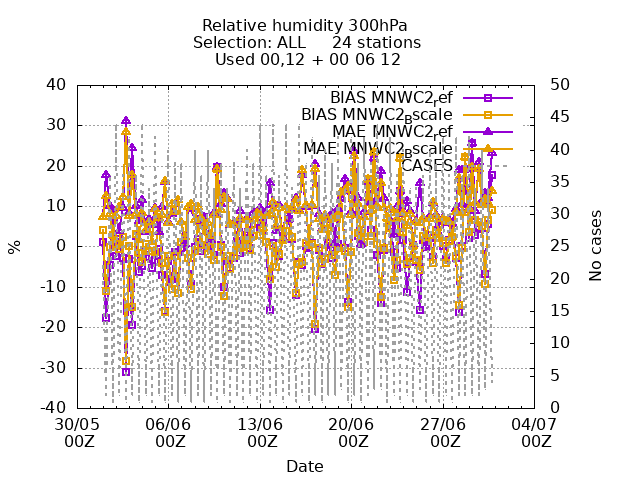 Relative humidity 300hPa
Selection: ALL 24 stations
Used 00,12 + 00 06 12
BIAS MNWC2ref
BIAS MNWC2Bscale
MAE MNWC2ref
MAE MNWC2Bscale
CASES
40
30
20
10
0
-10
-20
-30
-40
%
50
45
40
35
30
25
20
15
10
5
0
No cases
30/05 06/06 13/06 20/06 27/06 04/07
00Z 00Z 00Z 00Z 00Z 00Z
Date